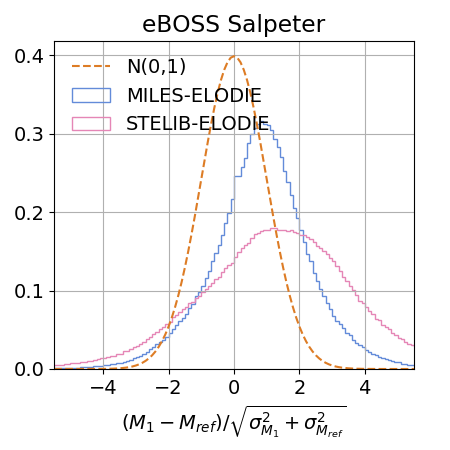 eBOSS Salpeter
0.4
0.3
0.2
0.1
0.0
N(0,1)
MILES-ELODIE
STELIB-ELODIE
−4 −2 0 2 4
$(M_1 - M_{ref})/\sqrt{\sigma^2_{M_1} + \sigma^2_{M_{ref}}}$